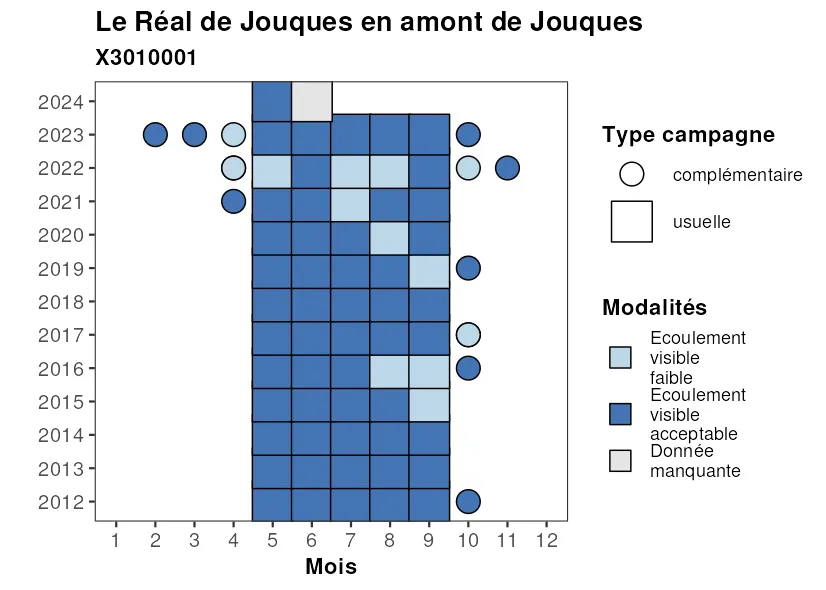 Le Réal de Jouques en amont de Jouques
X3010001
2024
2023
2022
2021
2020
2019
2018
2017
2016
2015
2014
2013
2012
1 2 3 4 5 6 7 8 9 10 11 12
Mois
Type campagne
complémentaire
usuelle
Modalités
Ecoulement
visible
faible
Ecoulement
visible
acceptable
Donnée
manquante